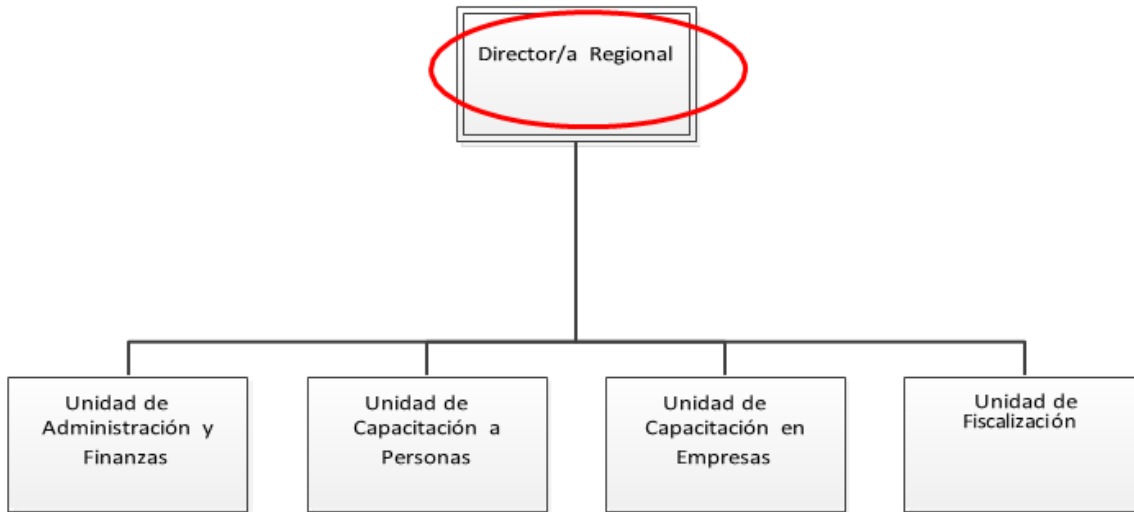 Director/a Regional
Unidad de
Administración y
Finanzas
Unidad de
Capacitación a
Personas
Unidad de
Capacitación en
Empresas
Unidad de
Fiscalización